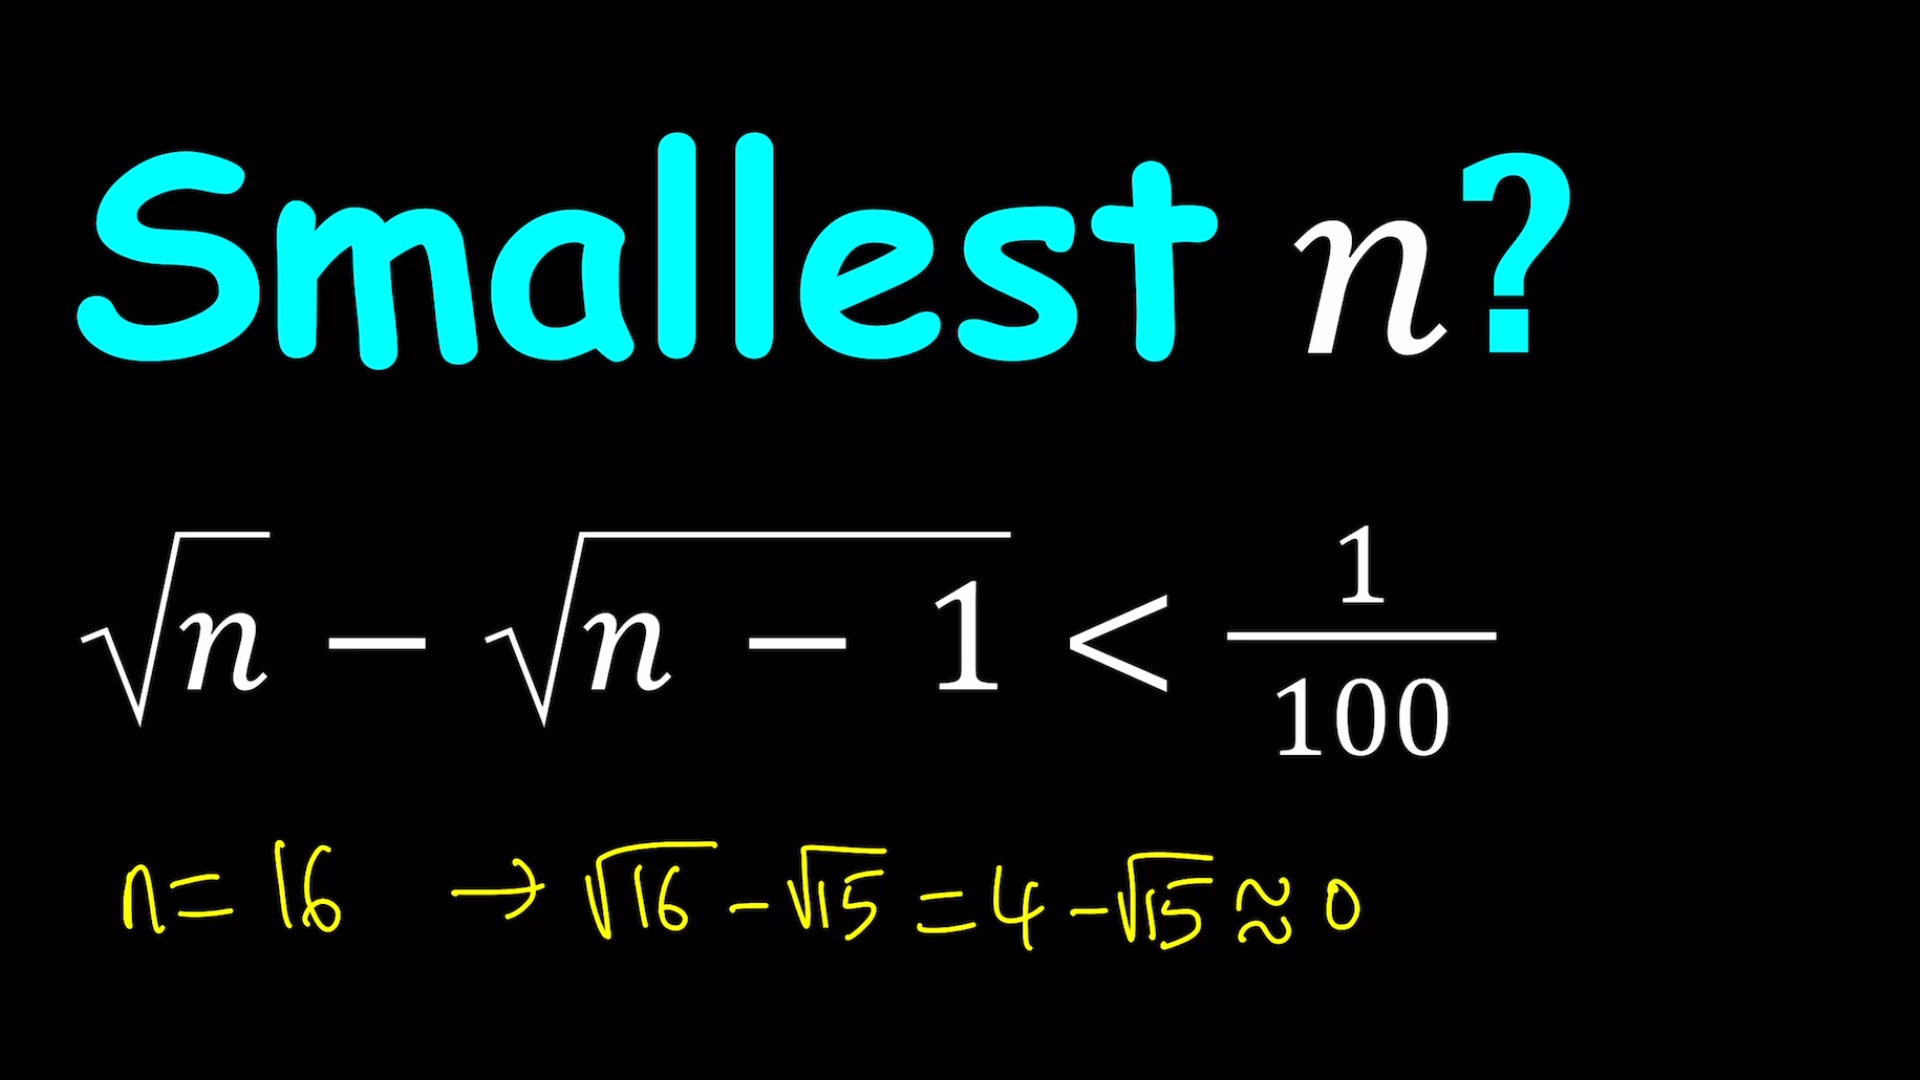 Smallest n?
√n − √(n − 1) < 1/100
n = 16 → √16 − √15 = 4 − √15 ≈ 0